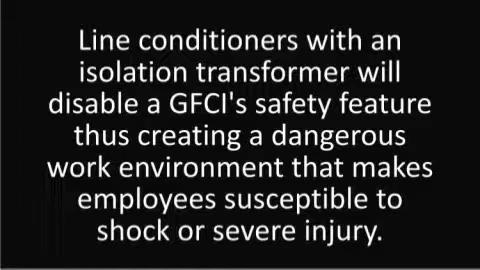 Line conditioners with an
isolation transformer will
disable a GFCI's safety feature
thus creating a dangerous
work environment that makes
employees susceptible to
shock or severe injury.